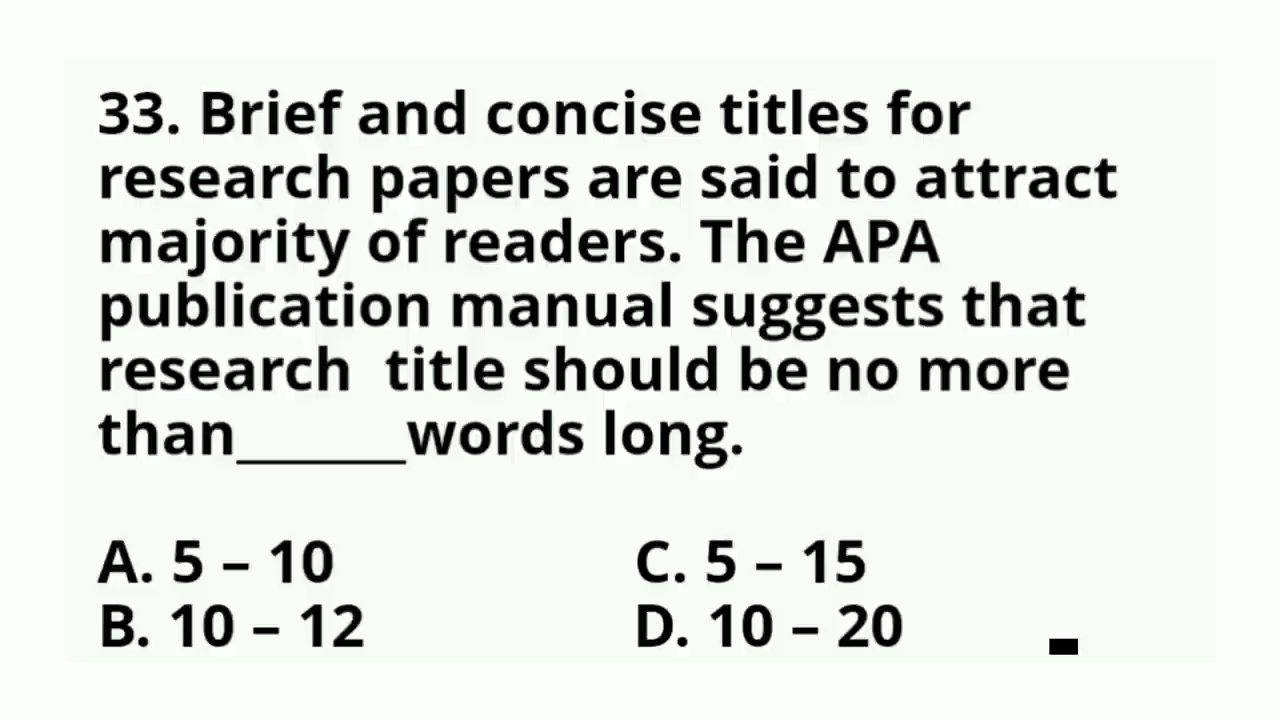 33. Brief and concise titles for
research papers are said to attract
majority of readers. The APA
publication manual suggests that
research  title should be no more
than______words long.
A. 5 – 10
C. 5 – 15
B. 10 – 12
D. 10 – 20